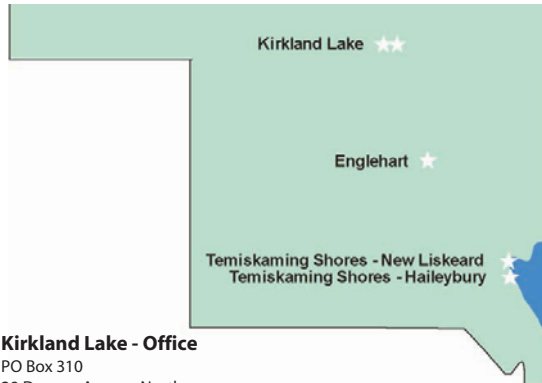 Kirkland Lake
Englehart
Temiskaming Shores - New Liskeard
Temiskaming Shores - Haileybury
Kirkland Lake - Office
PO Box 310